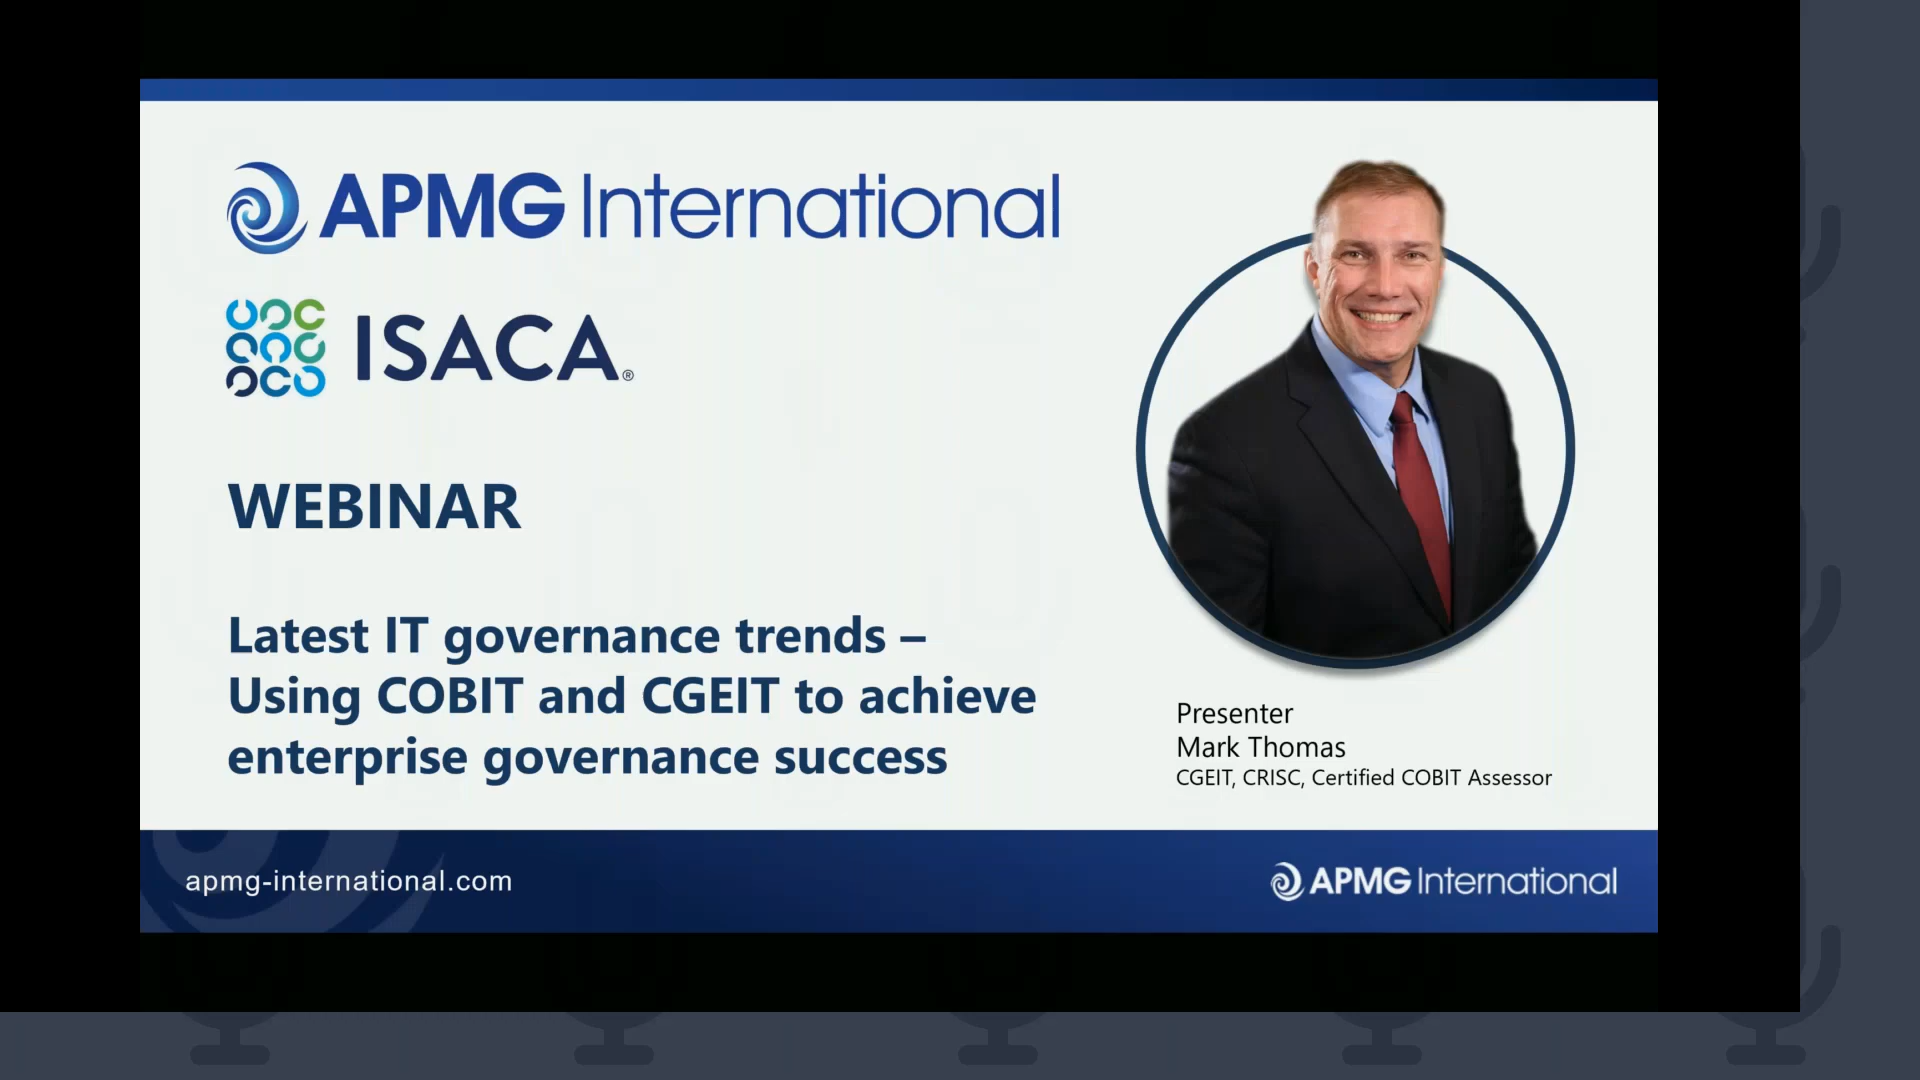 APMG International
ISACA®
WEBINAR
Latest IT governance trends –
Using COBIT and CGEIT to achieve
enterprise governance success
Presenter
Mark Thomas
CGEIT, CRISC, Certified COBIT Assessor
apmg-international.com
APMG International